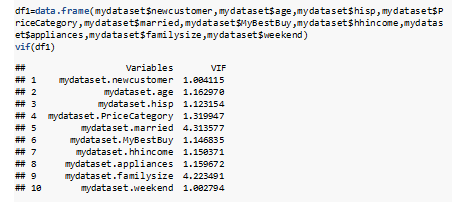 df1=data.frame(mydataset$newcustomer,mydataset$age,mydataset$hisp,mydataset$P
riceCategory,mydataset$married,mydataset$MyBestBuy,mydataset$hhincome,mydatas
et$appliances,mydataset$familysize,mydataset$weekend)
vif(df1)
## Variables VIF
## 1 mydataset.newcustomer 1.004115
## 2 mydataset.age 1.162970
## 3 mydataset.hisp 1.123154
## 4 mydataset.PriceCategory 1.319947
## 5 mydataset.married 4.313577
## 6 mydataset.MyBestBuy 1.146835
## 7 mydataset.hhincome 1.150371
## 8 mydataset.appliances 1.159672
## 9 mydataset.familysize 4.223491
## 10 mydataset.weekend 1.002794